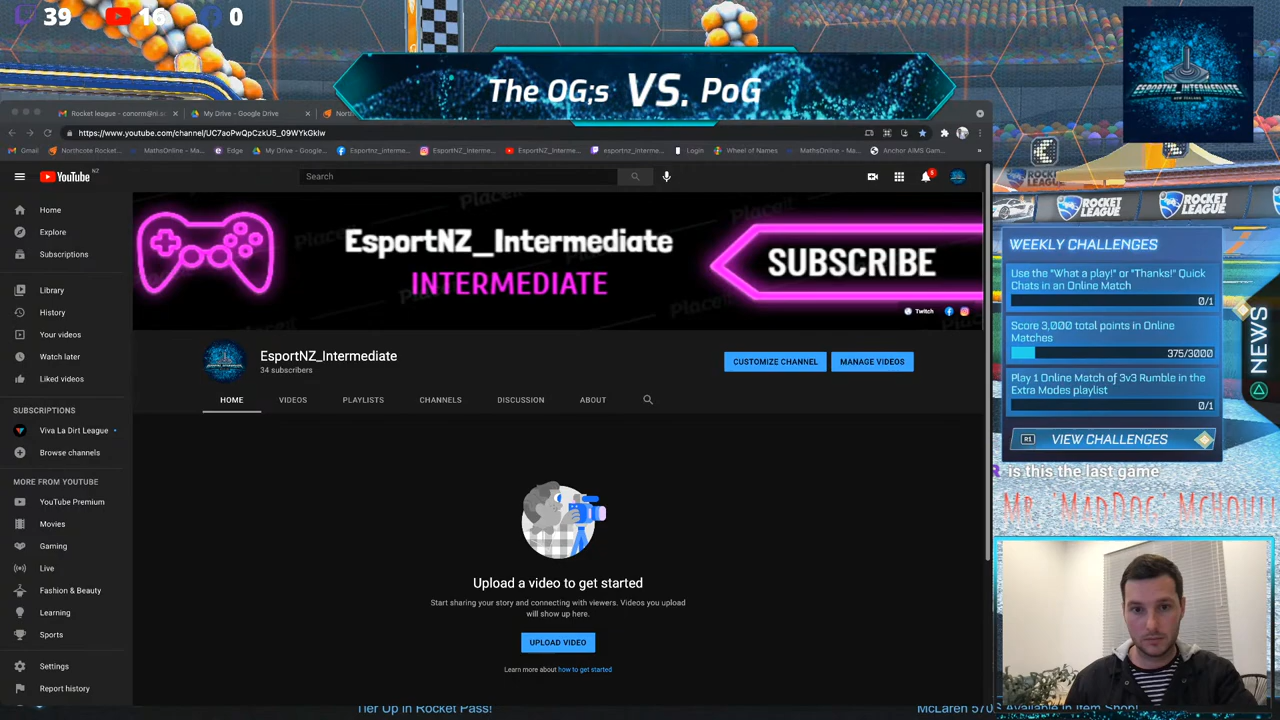 39 16 0
The OG;s VS. PoG
ESPORTNZ_INTERMEDIATE
Rocket league - conorm@ni.s
My Drive - Google Drive
https://www.youtube.com/channel/UC7aoPwQpCzkU5_09WYkGkiw
Gmail
Northcote Rocket...
MathsOnline - Ma...
Edge
My Drive - Google...
Esportnz_interme...
EsportNZ_Interme...
EsportNZ_Interme...
esportnz_interme...
Login
Wheel of Names
MathsOnline - Ma...
Anchor AIMS Gam...
YouTube NZ
Search
Home
Explore
Subscriptions
Library
History
Your videos
Watch later
Liked videos
SUBSCRIPTIONS
Viva La Dirt League
Browse channels
MORE FROM YOUTUBE
YouTube Premium
Movies
Gaming
Live
Fashion & Beauty
Learning
Sports
Settings
Report history
EsportNZ_Intermediate
INTERMEDIATE
SUBSCRIBE
Twitch
EsportNZ_Intermediate
34 subscribers
CUSTOMIZE CHANNEL
MANAGE VIDEOS
HOME
VIDEOS
PLAYLISTS
CHANNELS
DISCUSSION
ABOUT
Upload a video to get started
Start sharing your story and connecting with viewers. Videos you upload
will show up here.
UPLOAD VIDEO
Learn more about how to get started
ROCKET LEAGUE
ROCKET LEAGUE
WEEKLY CHALLENGES
Use the "What a play!" or "Thanks!" Quick
Chats in an Online Match
0/1
Score 3,000 total points in Online
Matches
375/3000
Play 1 Online Match of 3v3 Rumble in the
Extra Modes playlist
0/1
R1 VIEW CHALLENGES
NEWS
is this the last game
Tier Up in Rocket Pass!